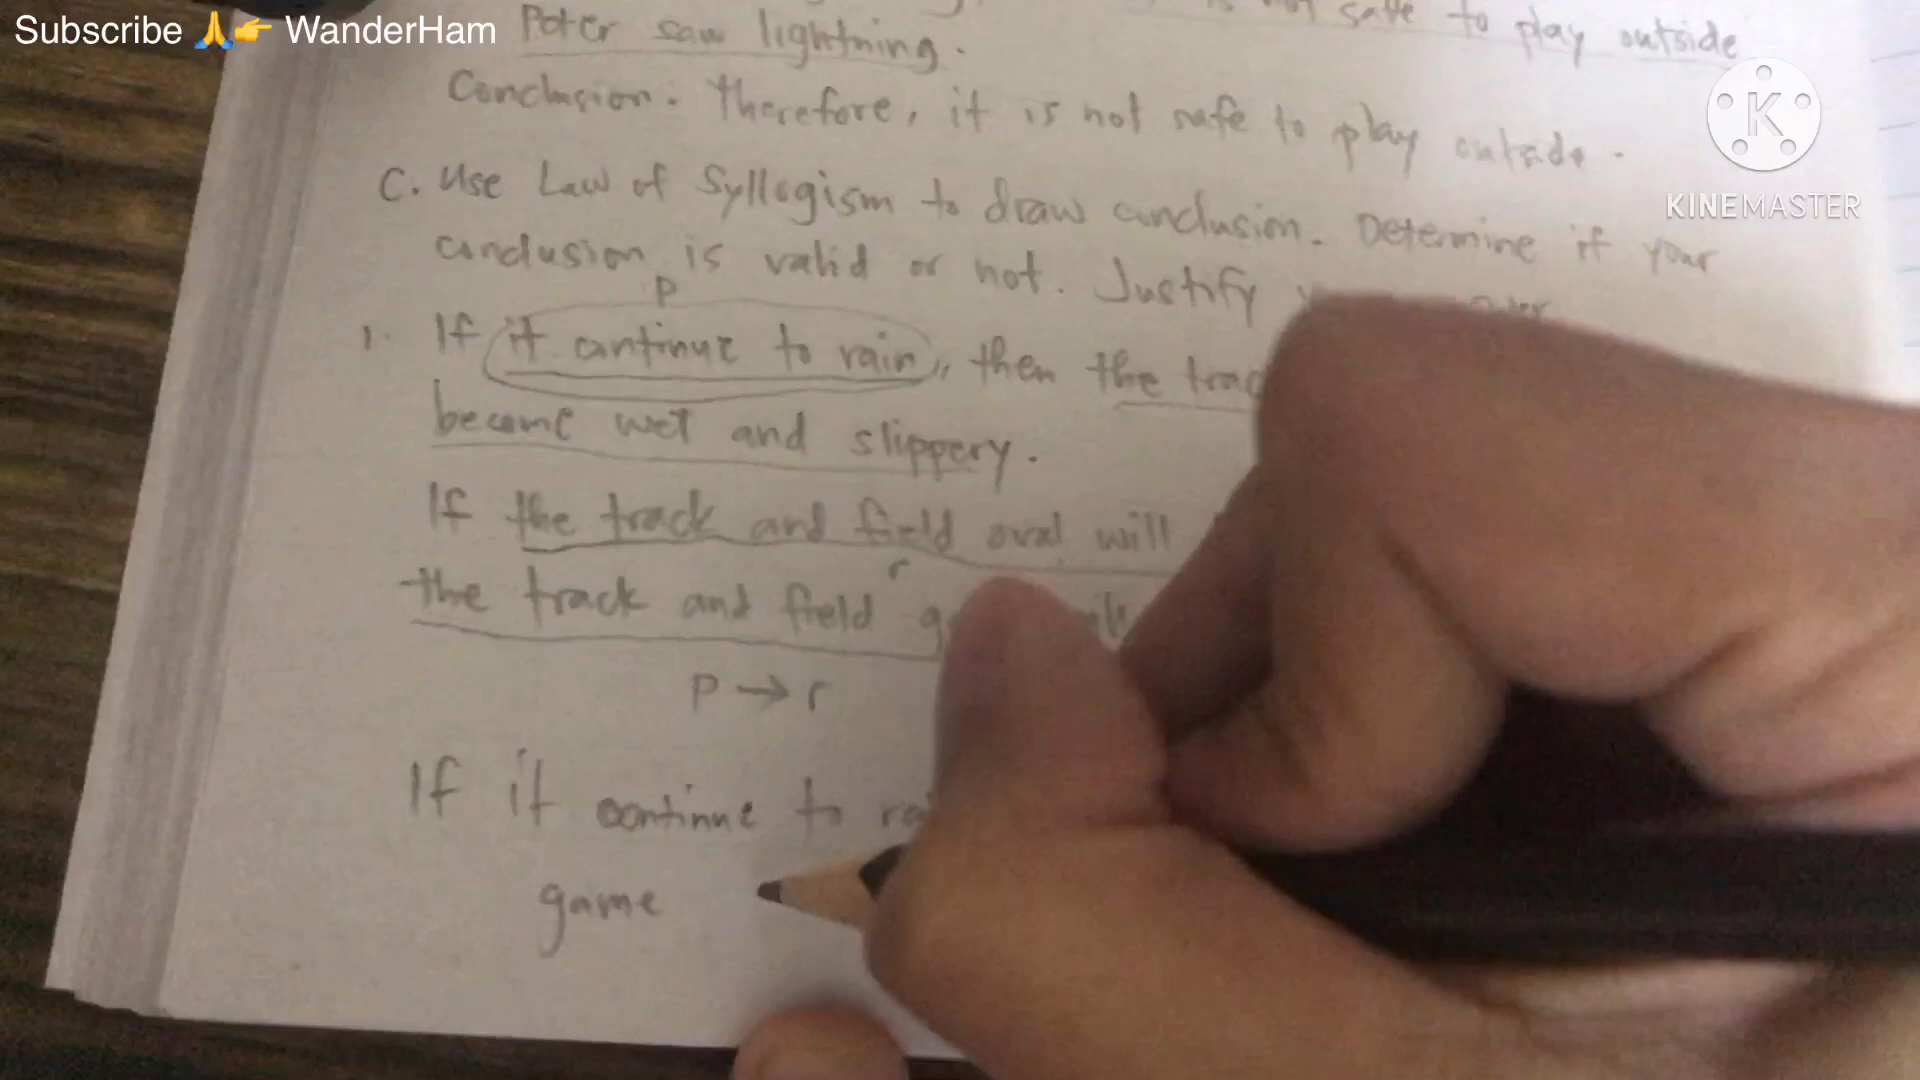 Subscribe 🙏👉 WanderHam
safe to play outside
Peter saw lightning.
Conclusion: Therefore, it is not safe to play outside.
KINEMASTER
C. Use Law of Syllogism to draw conclusion. Determine if your
conclusion is valid or not. Justify
P
1. If it continue to rain, then the
become wet and slippery.
If the track and field oval will
r
the track and field
P → r
If it continue to
game